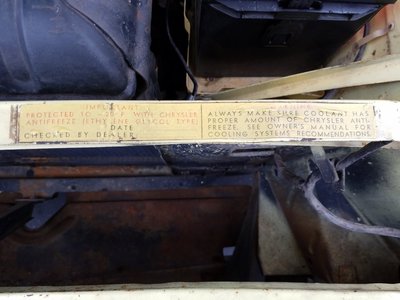 IMPORTANT
PROTECTED TO -20°F. WITH CHRYSLER
ANTIFREEZE (ETHYLENE GLYCOL TYPE)
DATE
CHECKED BY DEALER
ALWAYS MAKE SURE COOLANT HAS
PROPER AMOUNT OF CHRYSLER ANTI-
FREEZE. SEE OWNER'S MANUAL FOR
COOLING SYSTEMS RECOMMENDATIONS.